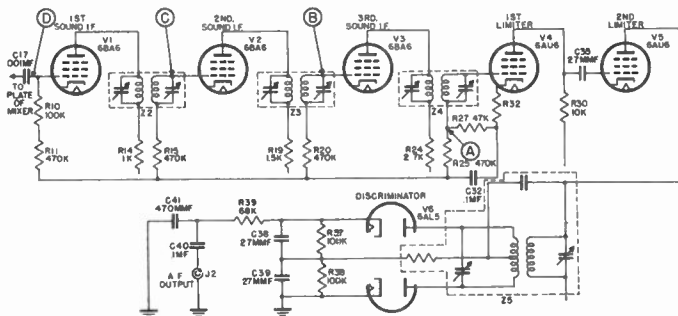 D
1ST
SOUND I.F.
V1
6BA6
C
2ND.
SOUND I.F.
V2
6BA6
B
3RD.
SOUND I.F.
V3
6BA6
1ST
LIMITER
V4
6AU6
2ND
LIMITER
V5
6AU6
C17
001MF
TO
PLATE
OF
MIXER
R10
100K
R11
470K
Z2
R14
1K
R15
470K
Z3
R19
1.5K
R20
470K
Z4
R24
2.7K
R27 47K
A
R25 470K
R32
C35
27MMF
R30
10K
C32
.1MF
C41
470MMF
R39
68K
C40
.1MF
C J2
A F
OUTPUT
C38
27MMF
C39
27MMF
R37
100K
R38
100K
DISCRIMINATOR
V6
6AL5
Z5